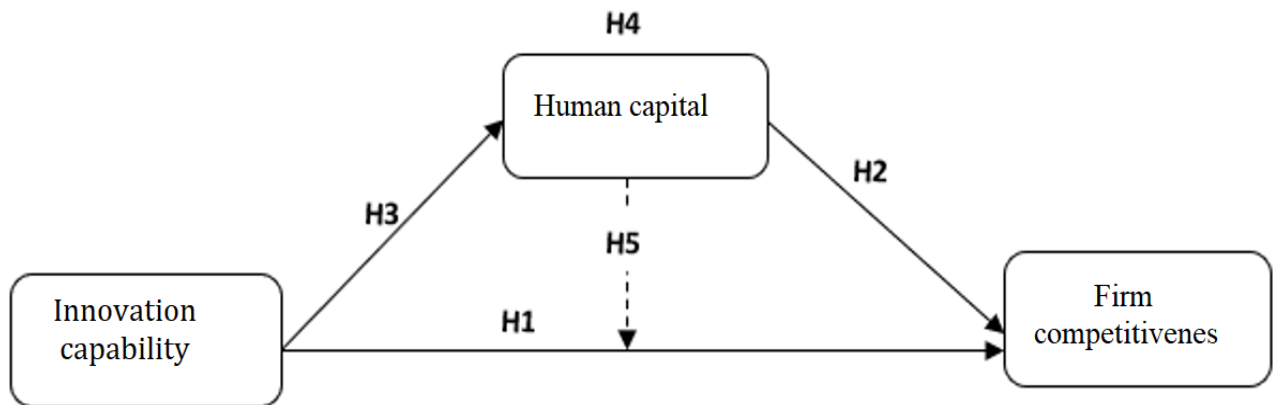 H4
Human capital
H2
H3
H5
Innovation
capability
H1
Firm
competitivenes